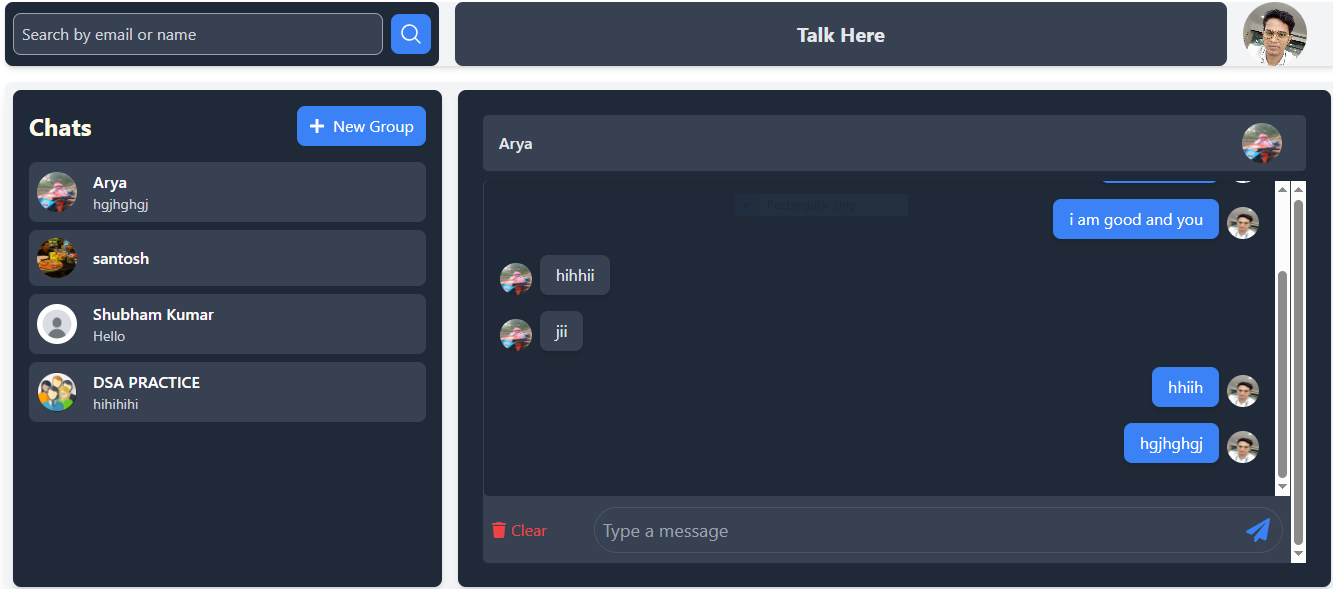 Search by email or name
Talk Here
Chats
New Group
Arya
hgjhghgj
santosh
Shubham Kumar
Hello
DSA PRACTICE
hihihihi
Arya
Rectangular Snip
i am good and you
hihhii
jii
hhiih
hgjhghgj
Clear
Type a message